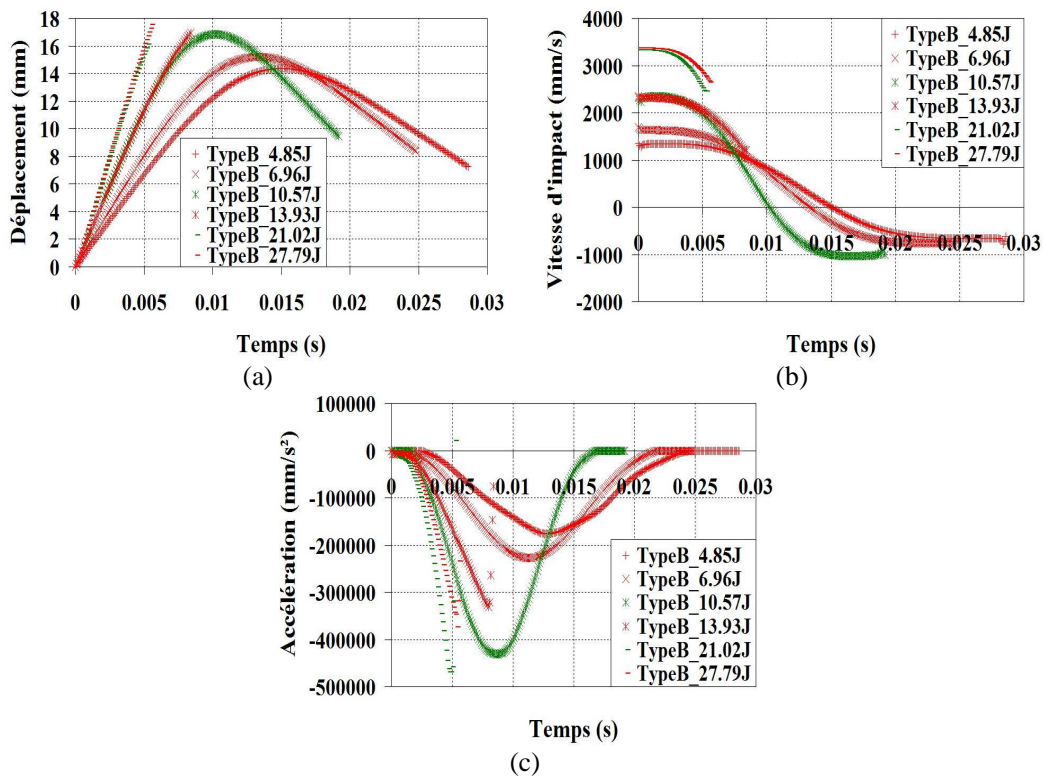 18
16
14
12
10
8
6
4
2
0
Déplacement (mm)
0 0.005 0.01 0.015 0.02 0.025 0.03
Temps (s)
TypeB_4.85J
TypeB_6.96J
TypeB_10.57J
TypeB_13.93J
TypeB_21.02J
TypeB_27.79J
(a)
4000
3000
2000
1000
0
-1000
-2000
Vitesse d'impact (mm/s)
0 0.005 0.01 0.015 0.02 0.025 0.03
Temps (s)
TypeB_4.85J
TypeB_6.96J
TypeB_10.57J
TypeB_13.93J
TypeB_21.02J
TypeB_27.79J
(b)
100000
0
-100000
-200000
-300000
-400000
-500000
Accélération (mm/s²)
0 0.005 0.01 0.015 0.02 0.025 0.03
TypeB_4.85J
TypeB_6.96J
TypeB_10.57J
TypeB_13.93J
TypeB_21.02J
TypeB_27.79J
Temps (s)
(c)